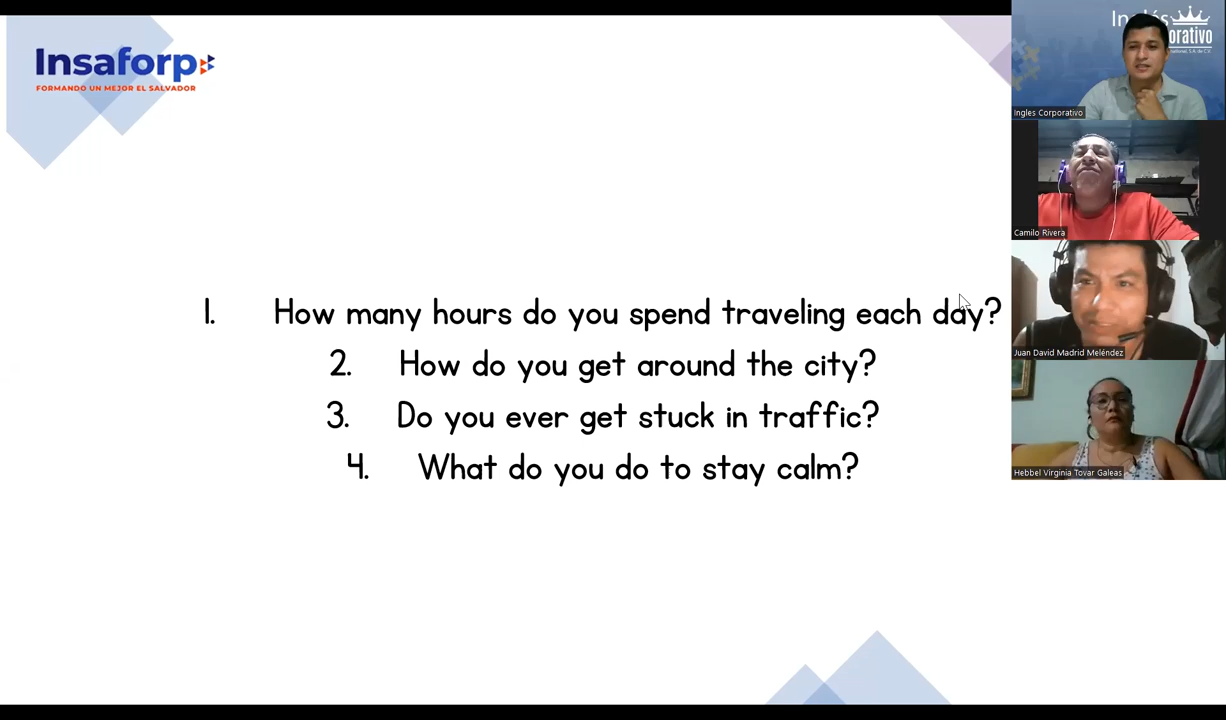 Insaforp
FORMANDO UN MEJOR EL SALVADOR
1. How many hours do you spend traveling each day?
2. How do you get around the city?
3. Do you ever get stuck in traffic?
4. What do you do to stay calm?
Ingles Corporativo
Camilo Rivera
Juan David Madrid Meléndez
Hebbel Virginia Tovar Galeas